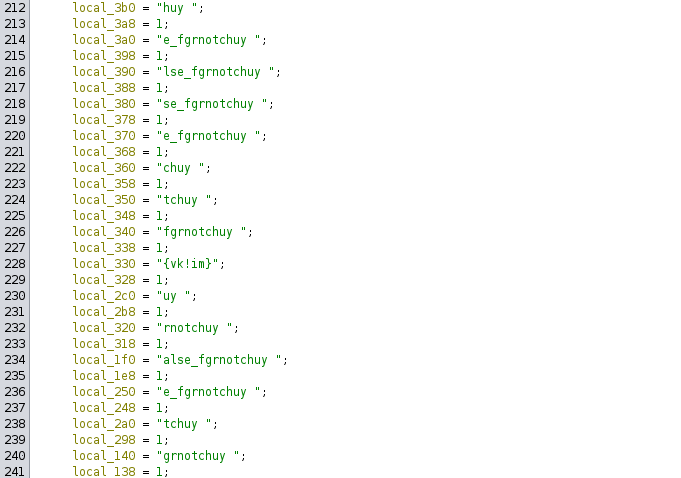 212 local_3b0 = "huy ";
213 local_3a8 = 1;
214 local_3a0 = "e_fgrnotchuy ";
215 local_398 = 1;
216 local_390 = "lse_fgrnotchuy ";
217 local_388 = 1;
218 local_380 = "se_fgrnotchuy ";
219 local_378 = 1;
220 local_370 = "e_fgrnotchuy ";
221 local_368 = 1;
222 local_360 = "chuy ";
223 local_358 = 1;
224 local_350 = "tchuy ";
225 local_348 = 1;
226 local_340 = "fgrnotchuy ";
227 local_338 = 1;
228 local_330 = "{vk!im}";
229 local_328 = 1;
230 local_2c0 = "uy ";
231 local_2b8 = 1;
232 local_320 = "rnotchuy ";
233 local_318 = 1;
234 local_1f0 = "alse_fgrnotchuy ";
235 local_1e8 = 1;
236 local_250 = "e_fgrnotchuy ";
237 local_248 = 1;
238 local_2a0 = "tchuy ";
239 local_298 = 1;
240 local_140 = "grnotchuy ";
241 local_138 = 1;